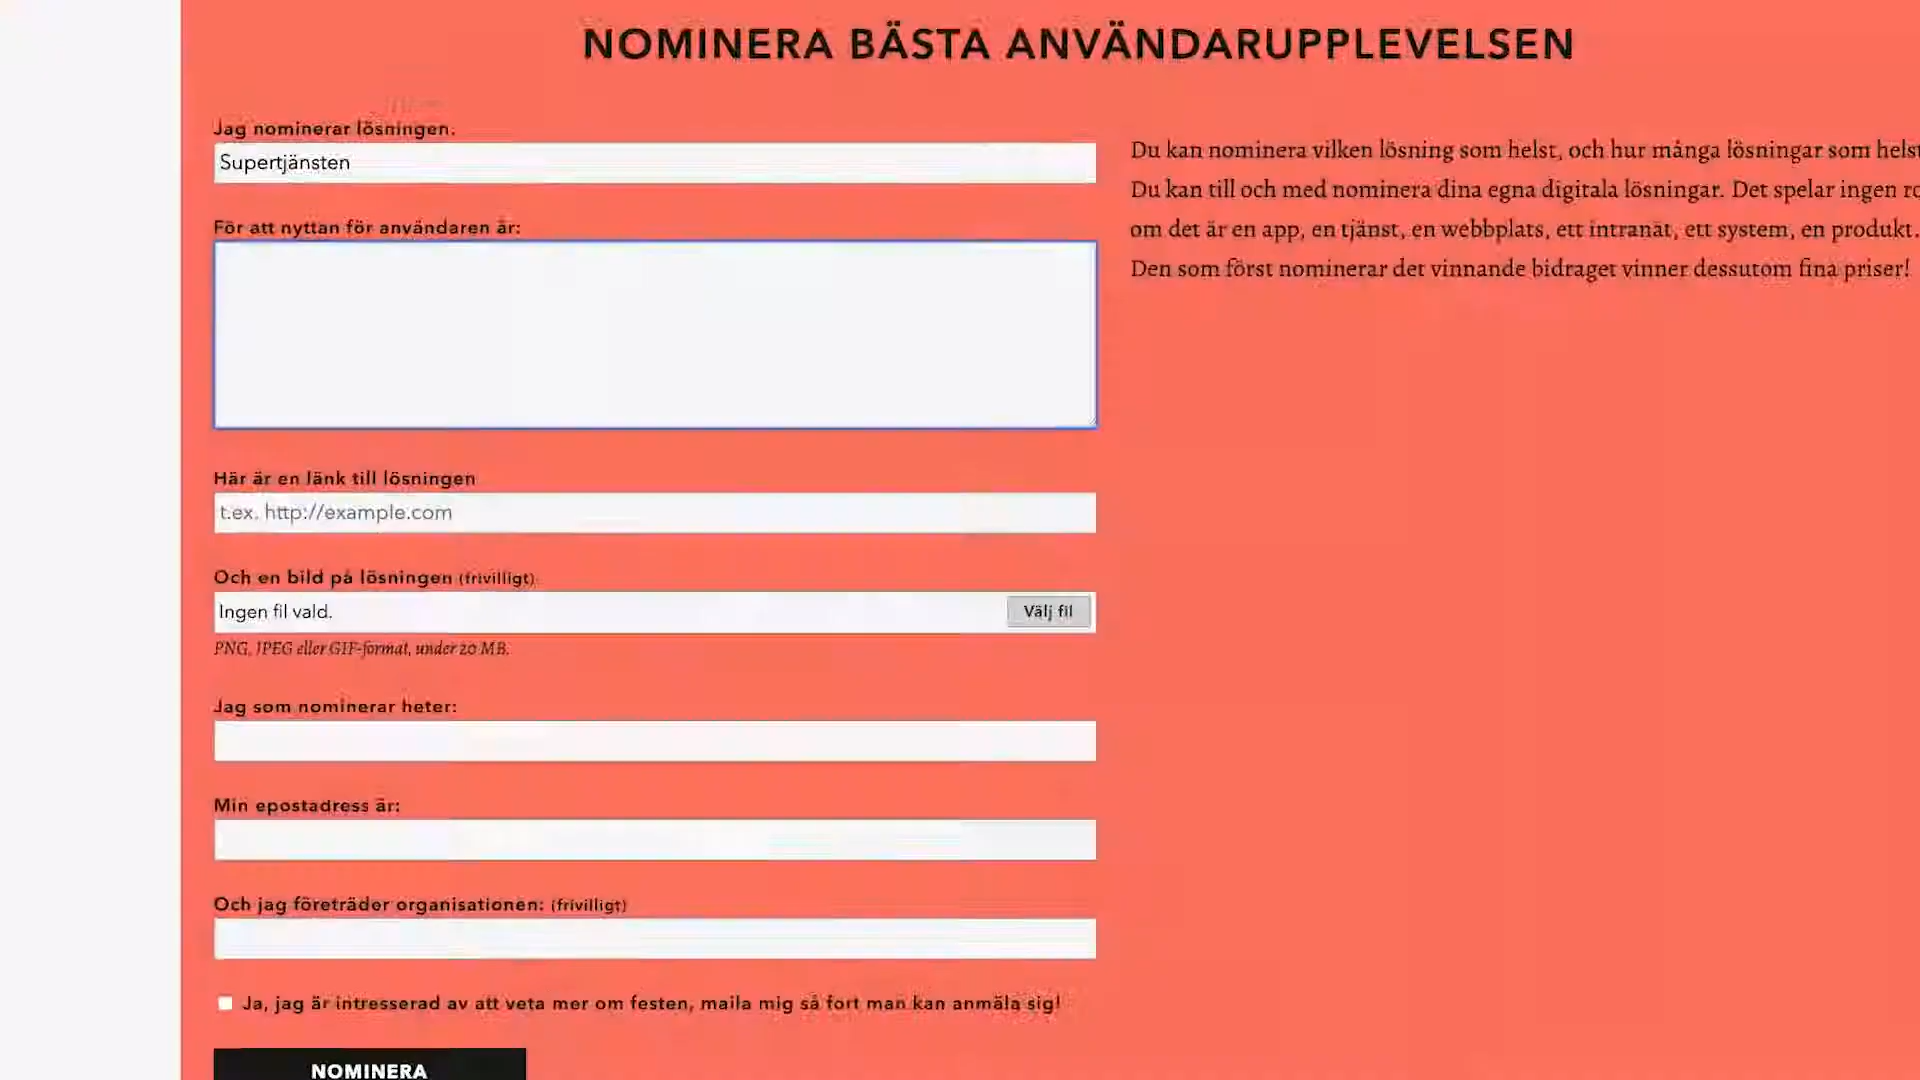 NOMINERA BÄSTA ANVÄNDARUPPLEVELSEN
Jag nominerar lösningen:
Supertjänsten
För att nyttan för användaren är:
Här är en länk till lösningen
t.ex. http://example.com
Och en bild på lösningen (frivilligt)
Ingen fil vald.
Välj fil
PNG, JPEG eller GIF-format, under 20 MB.
Jag som nominerar heter:
Min epostadress är:
Och jag företräder organisationen: (frivilligt)
Ja, jag är intresserad av att veta mer om festen, maila mig så fort man kan anmäla sig!
NOMINERA
Du kan nominera vilken lösning som helst, och hur många lösningar som helst
Du kan till och med nominera dina egna digitala lösningar. Det spelar ingen
om det är en app, en tjänst, en webbplats, ett intranät, ett system, en produkt.
Den som först nominerar det vinnande bidraget vinner dessutom fina priser!